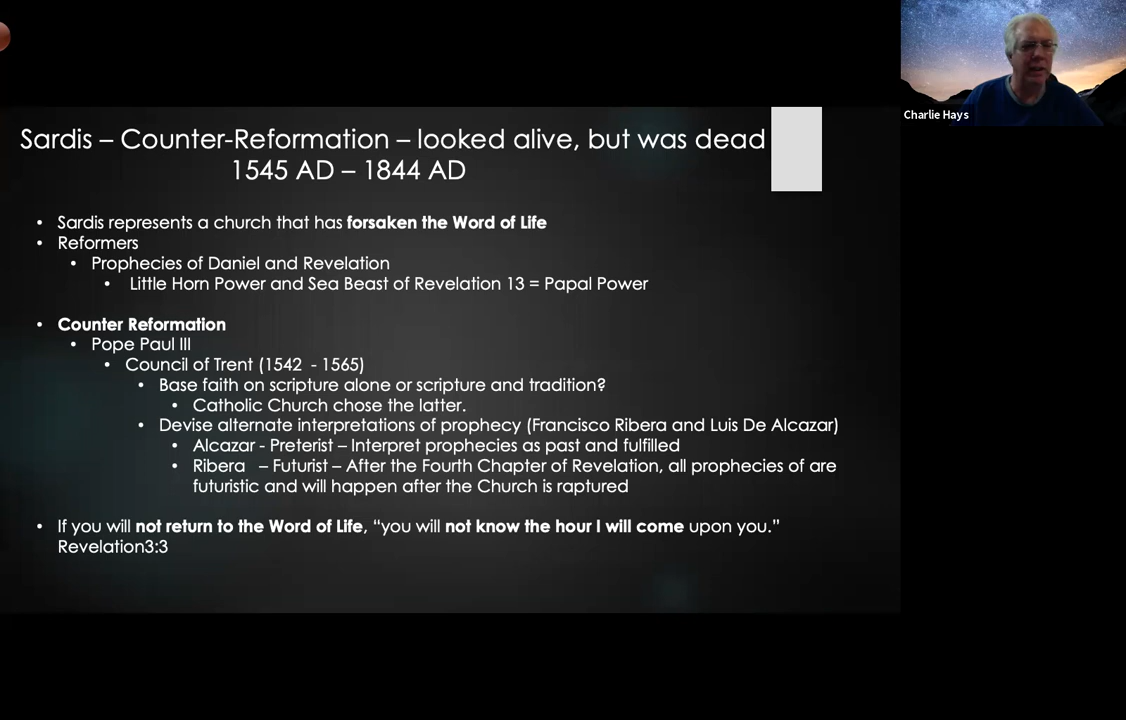 Sardis – Counter-Reformation – looked alive, but was dead
1545 AD – 1844 AD
• Sardis represents a church that has forsaken the Word of Life
• Reformers
• Prophecies of Daniel and Revelation
• Little Horn Power and Sea Beast of Revelation 13 = Papal Power
• Counter Reformation
• Pope Paul III
• Council of Trent (1542 - 1565)
• Base faith on scripture alone or scripture and tradition?
• Catholic Church chose the latter.
• Devise alternate interpretations of prophecy (Francisco Ribera and Luis De Alcazar)
• Alcazar - Preterist – Interpret prophecies as past and fulfilled
• Ribera – Futurist – After the Fourth Chapter of Revelation, all prophecies of are
futuristic and will happen after the Church is raptured
• If you will not return to the Word of Life, “you will not know the hour I will come upon you.”
Revelation3:3
Charlie Hays